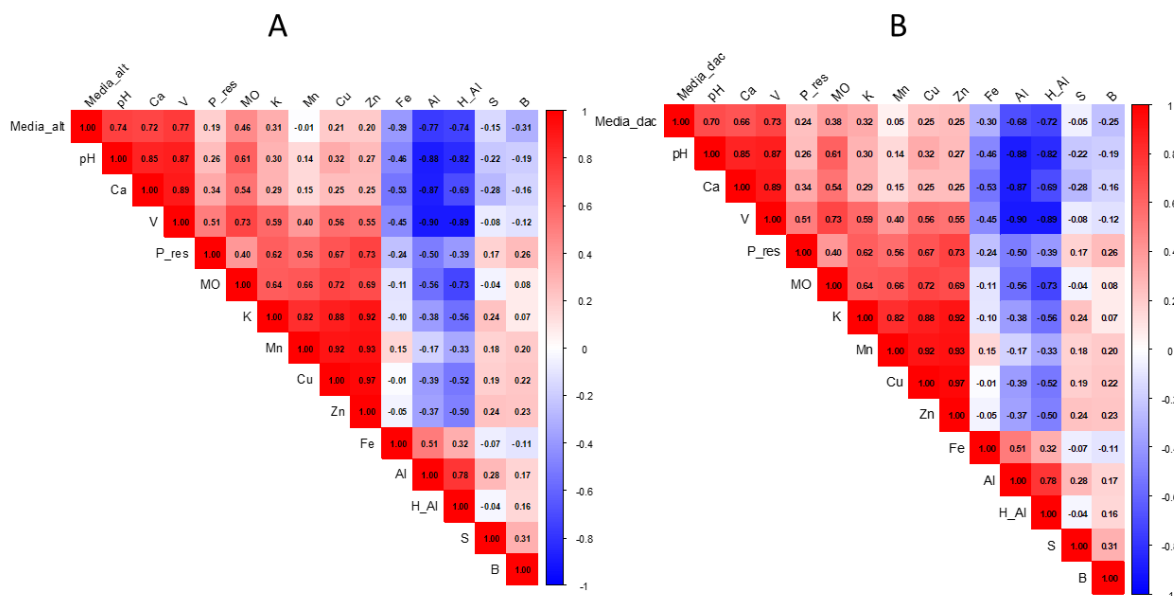 A
Media_alt pH Ca V P_res MO K Mn Cu Zn Fe Al H_Al S B
Media_alt 1.00 0.74 0.72 0.77 0.19 0.46 0.31 -0.01 0.21 0.20 -0.39 -0.77 -0.74 -0.15 -0.31
pH 1.00 0.85 0.87 0.26 0.61 0.30 0.14 0.32 0.27 -0.46 -0.88 -0.82 -0.22 -0.19
Ca 1.00 0.89 0.34 0.54 0.29 0.15 0.25 0.25 -0.53 -0.87 -0.69 -0.28 -0.16
V 1.00 0.51 0.73 0.59 0.40 0.56 0.55 -0.45 -0.90 -0.89 -0.08 -0.12
P_res 1.00 0.40 0.62 0.56 0.67 0.73 -0.24 -0.50 -0.39 0.17 0.26
MO 1.00 0.64 0.66 0.72 0.69 -0.11 -0.56 -0.73 -0.04 0.08
K 1.00 0.82 0.88 0.92 -0.10 -0.38 -0.56 0.24 0.07
Mn 1.00 0.92 0.93 0.15 -0.17 -0.33 0.18 0.20
Cu 1.00 0.97 -0.01 -0.39 -0.52 0.19 0.22
Zn 1.00 -0.05 -0.37 -0.50 0.24 0.23
Fe 1.00 0.51 0.32 -0.07 -0.11
Al 1.00 0.78 0.28 0.17
H_Al 1.00 -0.04 0.16
S 1.00 0.31
B 1.00
1
0.8
0.6
0.4
0.2
0
-0.2
-0.4
-0.6
-0.8
-1
B
Media_dac pH Ca V P_res MO K Mn Cu Zn Fe Al H_Al S B
Media_dac 1.00 0.70 0.66 0.73 0.24 0.38 0.32 0.05 0.25 0.25 -0.30 -0.68 -0.72 -0.05 -0.25
pH 1.00 0.85 0.87 0.26 0.61 0.30 0.14 0.32 0.27 -0.46 -0.88 -0.82 -0.22 -0.19
Ca 1.00 0.89 0.34 0.54 0.29 0.15 0.25 0.25 -0.53 -0.87 -0.69 -0.28 -0.16
V 1.00 0.51 0.73 0.59 0.40 0.56 0.55 -0.45 -0.90 -0.89 -0.08 -0.12
P_res 1.00 0.40 0.62 0.56 0.67 0.73 -0.24 -0.50 -0.39 0.17 0.26
MO 1.00 0.64 0.66 0.72 0.69 -0.11 -0.56 -0.73 -0.04 0.08
K 1.00 0.82 0.88 0.92 -0.10 -0.38 -0.56 0.24 0.07
Mn 1.00 0.92 0.93 0.15 -0.17 -0.33 0.18 0.20
Cu 1.00 0.97 -0.01 -0.39 -0.52 0.19 0.22
Zn 1.00 -0.05 -0.37 -0.50 0.24 0.23
Fe 1.00 0.51 0.32 -0.07 -0.11
Al 1.00 0.78 0.28 0.17
H_Al 1.00 -0.04 0.16
S 1.00 0.31
B 1.00
1
0.8
0.6
0.4
0.2
0
-0.2
-0.4
-0.6
-0.8
-1